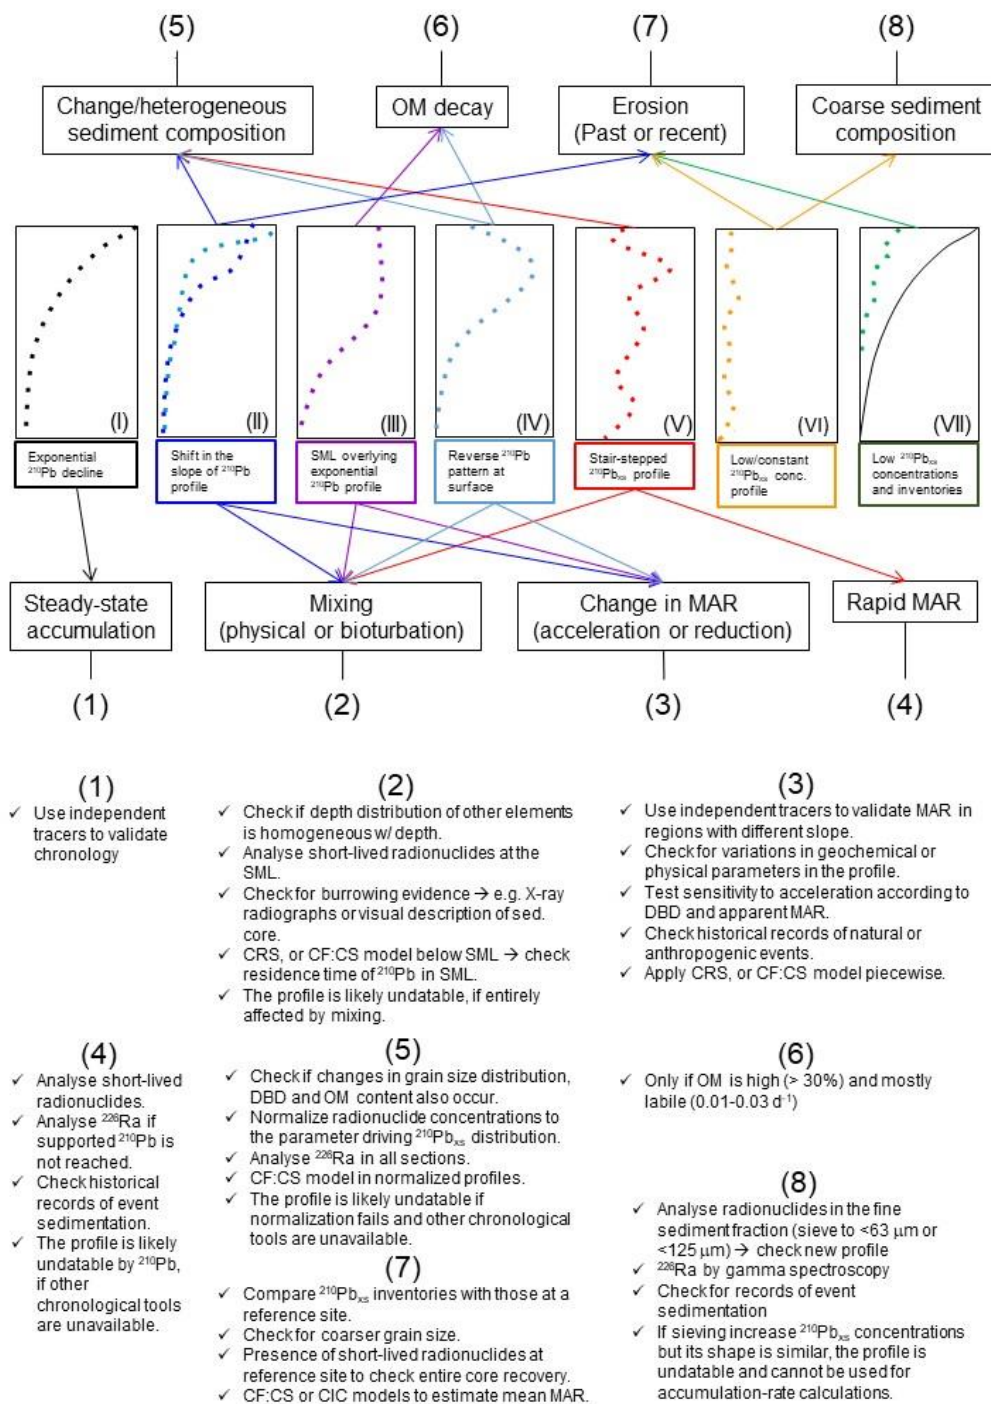 (5)
(6)
(7)
(8)
Change/heterogeneous
sediment composition
OM decay
Erosion
(Past or recent)
Coarse sediment
composition
(I)
(II)
(III)
(IV)
(V)
(VI)
(VII)
Exponential
²¹⁰Pb decline
Shift in the
slope of ²¹⁰Pb
profile
SML overlying
exponential
²¹⁰Pb profile
Reverse ²¹⁰Pb
pattern at
surface
Stair-stepped
²¹⁰Pbₓₛ profile
Low/constant
²¹⁰Pbₓₛ conc.
profile
Low ²¹⁰Pbₓₛ
concentrations
and inventories
Steady-state
accumulation
Mixing
(physical or bioturbation)
Change in MAR
(acceleration or reduction)
Rapid MAR
(1)
(2)
(3)
(4)
(1)
✓ Use independent
tracers to validate
chronology
(2)
✓ Check if depth distribution of other elements
is homogeneous w/ depth.
✓ Analyse short-lived radionuclides at the
SML.
✓ Check for burrowing evidence → e.g. X-ray
radiographs or visual description of sed.
core.
✓ CRS, or CF:CS model below SML → check
residence time of ²¹⁰Pb in SML.
✓ The profile is likely undatable, if entirely
affected by mixing.
(3)
✓ Use independent tracers to validate MAR in
regions with different slope.
✓ Check for variations in geochemical or
physical parameters in the profile.
✓ Test sensitivity to acceleration according to
DBD and apparent MAR.
✓ Check historical records of natural or
anthropogenic events.
✓ Apply CRS, or CF:CS model piecewise.
(4)
✓ Analyse short-lived
radionuclides.
✓ Analyse ²²⁶Ra if
supported ²¹⁰Pb is
not reached.
✓ Check historical
records of event
sedimentation.
✓ The profile is likely
undatable by ²¹⁰Pb,
if other
chronological tools
are unavailable.
(5)
✓ Check if changes in grain size distribution,
DBD and OM content also occur.
✓ Normalize radionuclide concentrations to
the parameter driving ²¹⁰Pbₓₛ distribution.
✓ Analyse ²²⁶Ra in all sections.
✓ CF:CS model in normalized profiles.
✓ The profile is likely undatable if
normalization fails and other chronological
tools are unavailable.
(6)
✓ Only if OM is high (> 30%) and mostly
labile (0.01-0.03 d⁻¹)
(7)
✓ Compare ²¹⁰Pbₓₛ inventories with those at a
reference site.
✓ Check for coarser grain size.
✓ Presence of short-lived radionuclides at
reference site to check entire core recovery.
✓ CF:CS or CIC models to estimate mean MAR.
(8)
✓ Analyse radionuclides in the fine
sediment fraction (sieve to <63 µm or
<125 µm) → check new profile
✓ ²²⁶Ra by gamma spectroscopy
✓ Check for records of event
sedimentation
✓ If sieving increase ²¹⁰Pbₓₛ concentrations
but its shape is similar, the profile is
undatable and cannot be used for
accumulation-rate calculations.